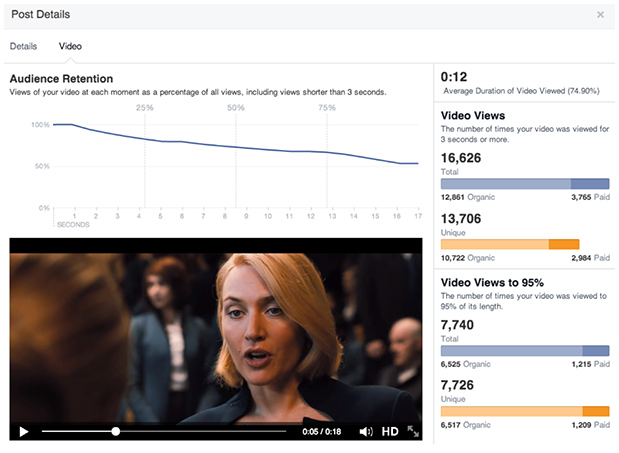 Post Details
×
Details Video
Audience Retention
Views of your video at each moment as a percentage of all views, including views shorter than 3 seconds.
25% 50% 75%
100%
50%
0%
1 2 3 4 5 6 7 8 9 10 11 12 13 14 15 16 17
SECONDS
0:05 / 0:18 HD
0:12
Average Duration of Video Viewed (74.90%)
Video Views
The number of times your video was viewed for
3 seconds or more.
16,626
Total
12,861 Organic 3,765 Paid
13,706
Unique
10,722 Organic 2,984 Paid
Video Views to 95%
The number of times your video was viewed to
95% of its length.
7,740
Total
6,525 Organic 1,215 Paid
7,726
Unique
6,517 Organic 1,209 Paid